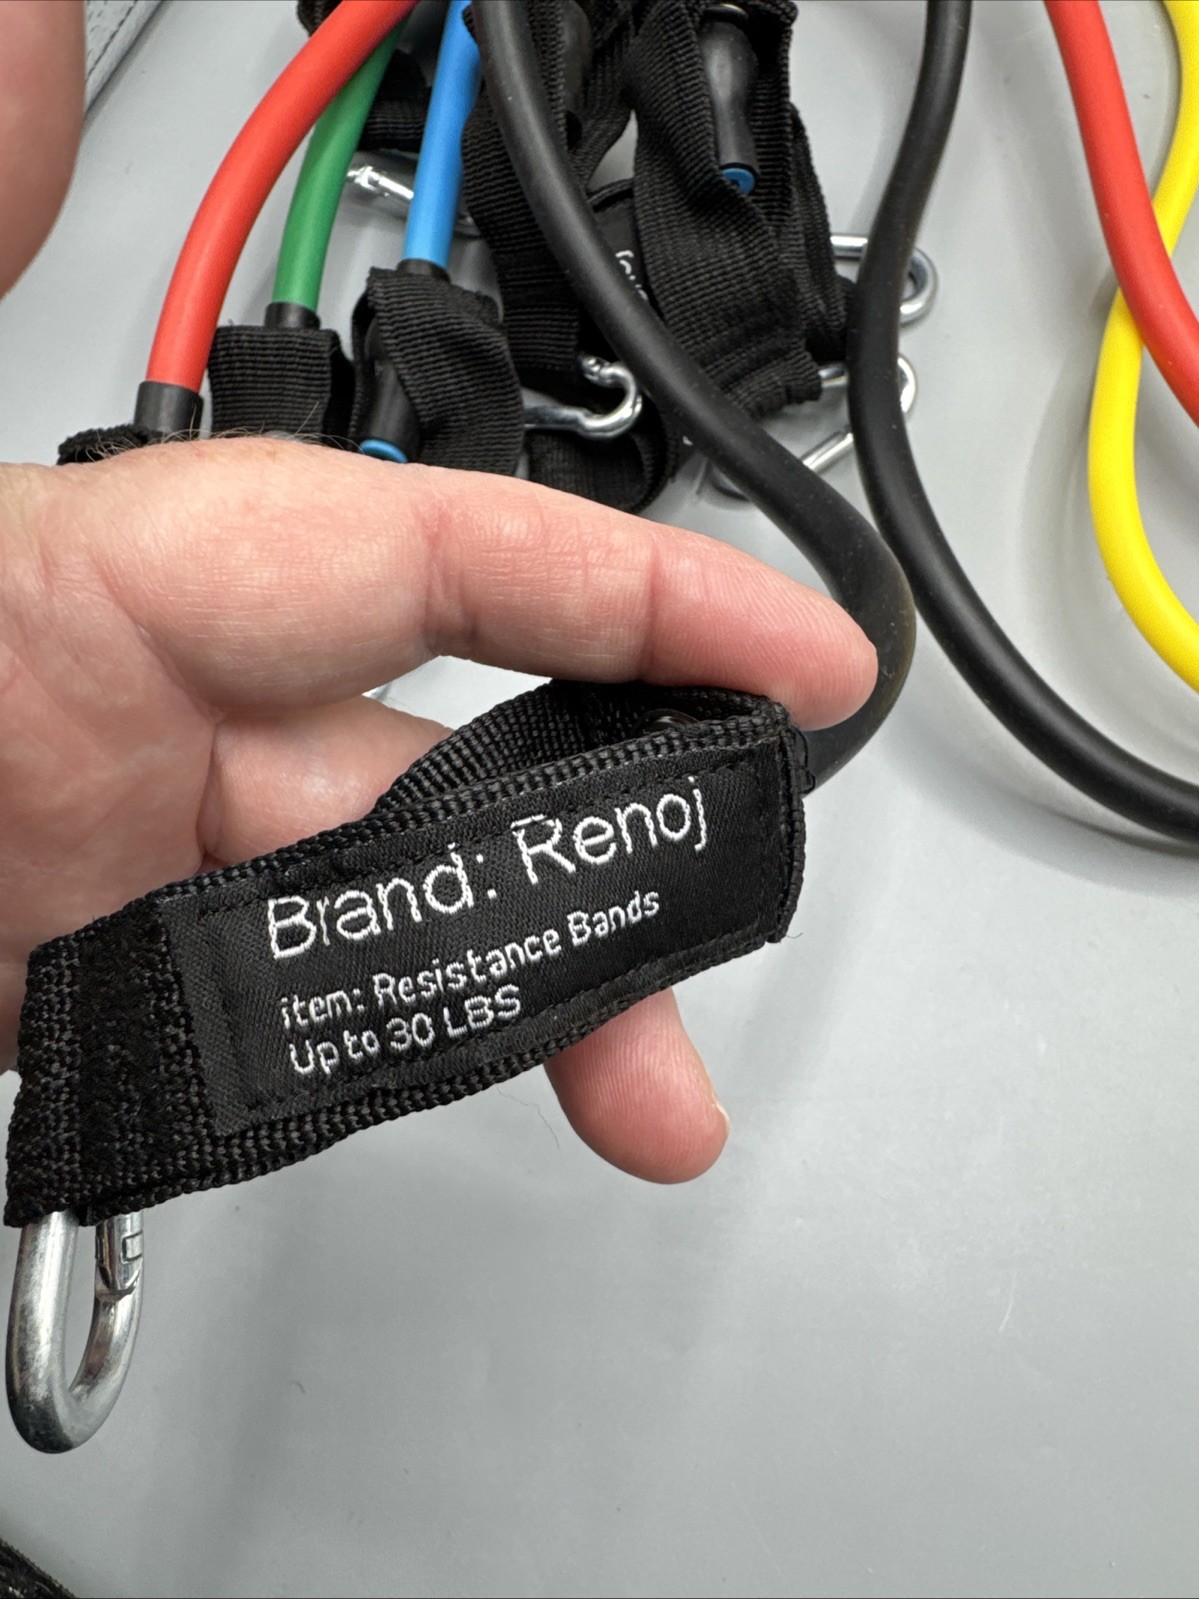 Brand: Renoj
item: Resistance Bands
Up to 30 LBS